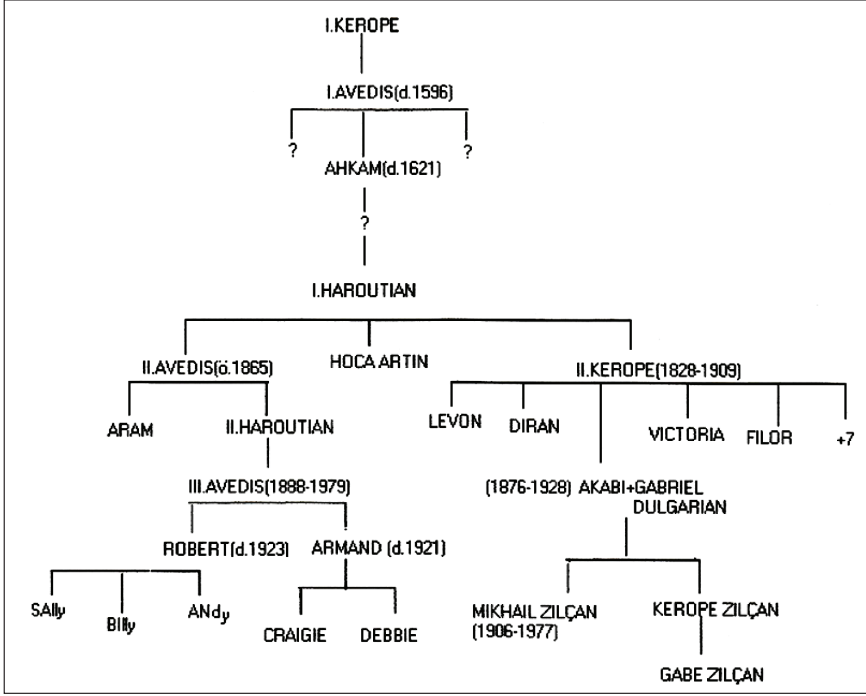 I.KEROPE
I.AVEDIS(d.1596)
? ?
AHKAM(d.1621)
?
I.HAROUTIAN
II.AVEDIS(ö.1865) HOCA ARTIN II.KEROPE(1828-1909)
ARAM II.HAROUTIAN LEVON DIRAN VICTORIA FILOR +7
III.AVEDIS(1888-1979) (1876-1928) AKABI+GABRIEL
DULGARIAN
ROBERT(d.1923) ARMAND (d.1921)
SAlly BIlly ANdy CRAIGIE DEBBIE MIKHAIL ZILÇAN KEROPE ZILÇAN
(1906-1977)
GABE ZILÇAN